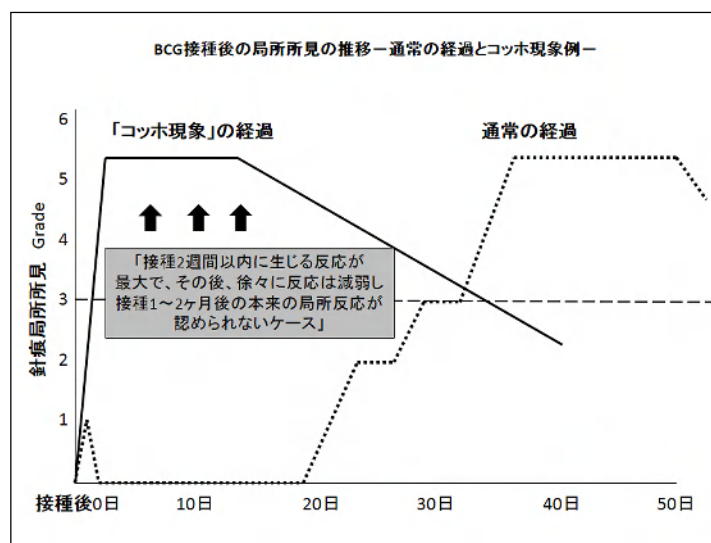 BCG接種後の局所所見の推移－通常の経過とコッホ現象例－
「コッホ現象」の経過
通常の経過
針痕局所所見 Grade
6
5
4
3
2
1
「接種2週間以内に生じる反応が
最大で、その後、徐々に反応は減弱し
接種1～2ヶ月後の本来の局所反応が
認められないケース」
接種後0日 10日 20日 30日 40日 50日